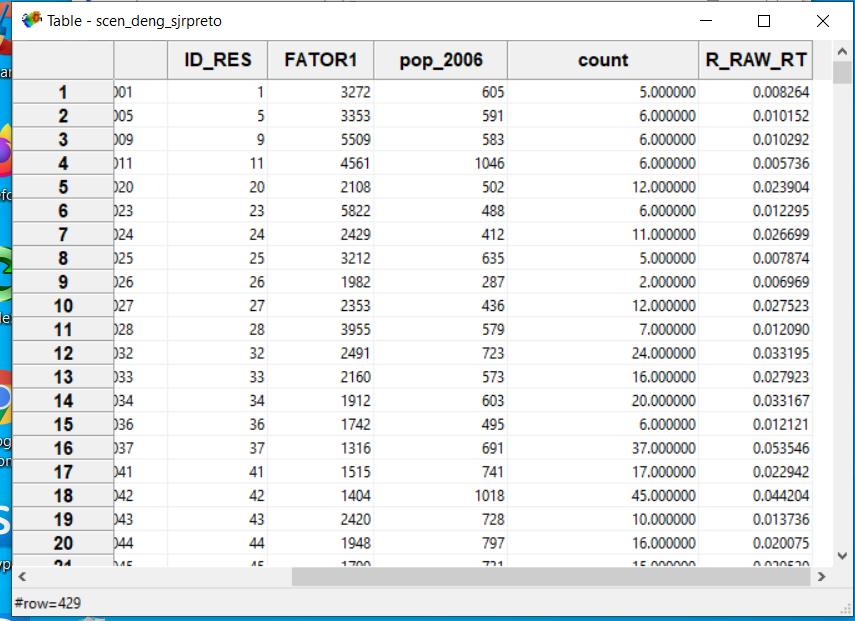 Table - scen_deng_sjrpreto
ID_RES FATOR1 pop_2006 count R_RAW_RT
1 001 1 3272 605 5.000000 0.008264
2 005 5 3353 591 6.000000 0.010152
3 009 9 5509 583 6.000000 0.010292
4 011 11 4561 1046 6.000000 0.005736
5 020 20 2108 502 12.000000 0.023904
6 023 23 5822 488 6.000000 0.012295
7 024 24 2429 412 11.000000 0.026699
8 025 25 3212 635 5.000000 0.007874
9 026 26 1982 287 2.000000 0.006969
10 027 27 2353 436 12.000000 0.027523
11 028 28 3955 579 7.000000 0.012090
12 032 32 2491 723 24.000000 0.033195
13 033 33 2160 573 16.000000 0.027923
14 034 34 1912 603 20.000000 0.033167
15 036 36 1742 495 6.000000 0.012121
16 037 37 1316 691 37.000000 0.053546
17 041 41 1515 741 17.000000 0.022942
18 042 42 1404 1018 45.000000 0.044204
19 043 43 2420 728 10.000000 0.013736
20 044 44 1948 797 16.000000 0.020075
#row=429